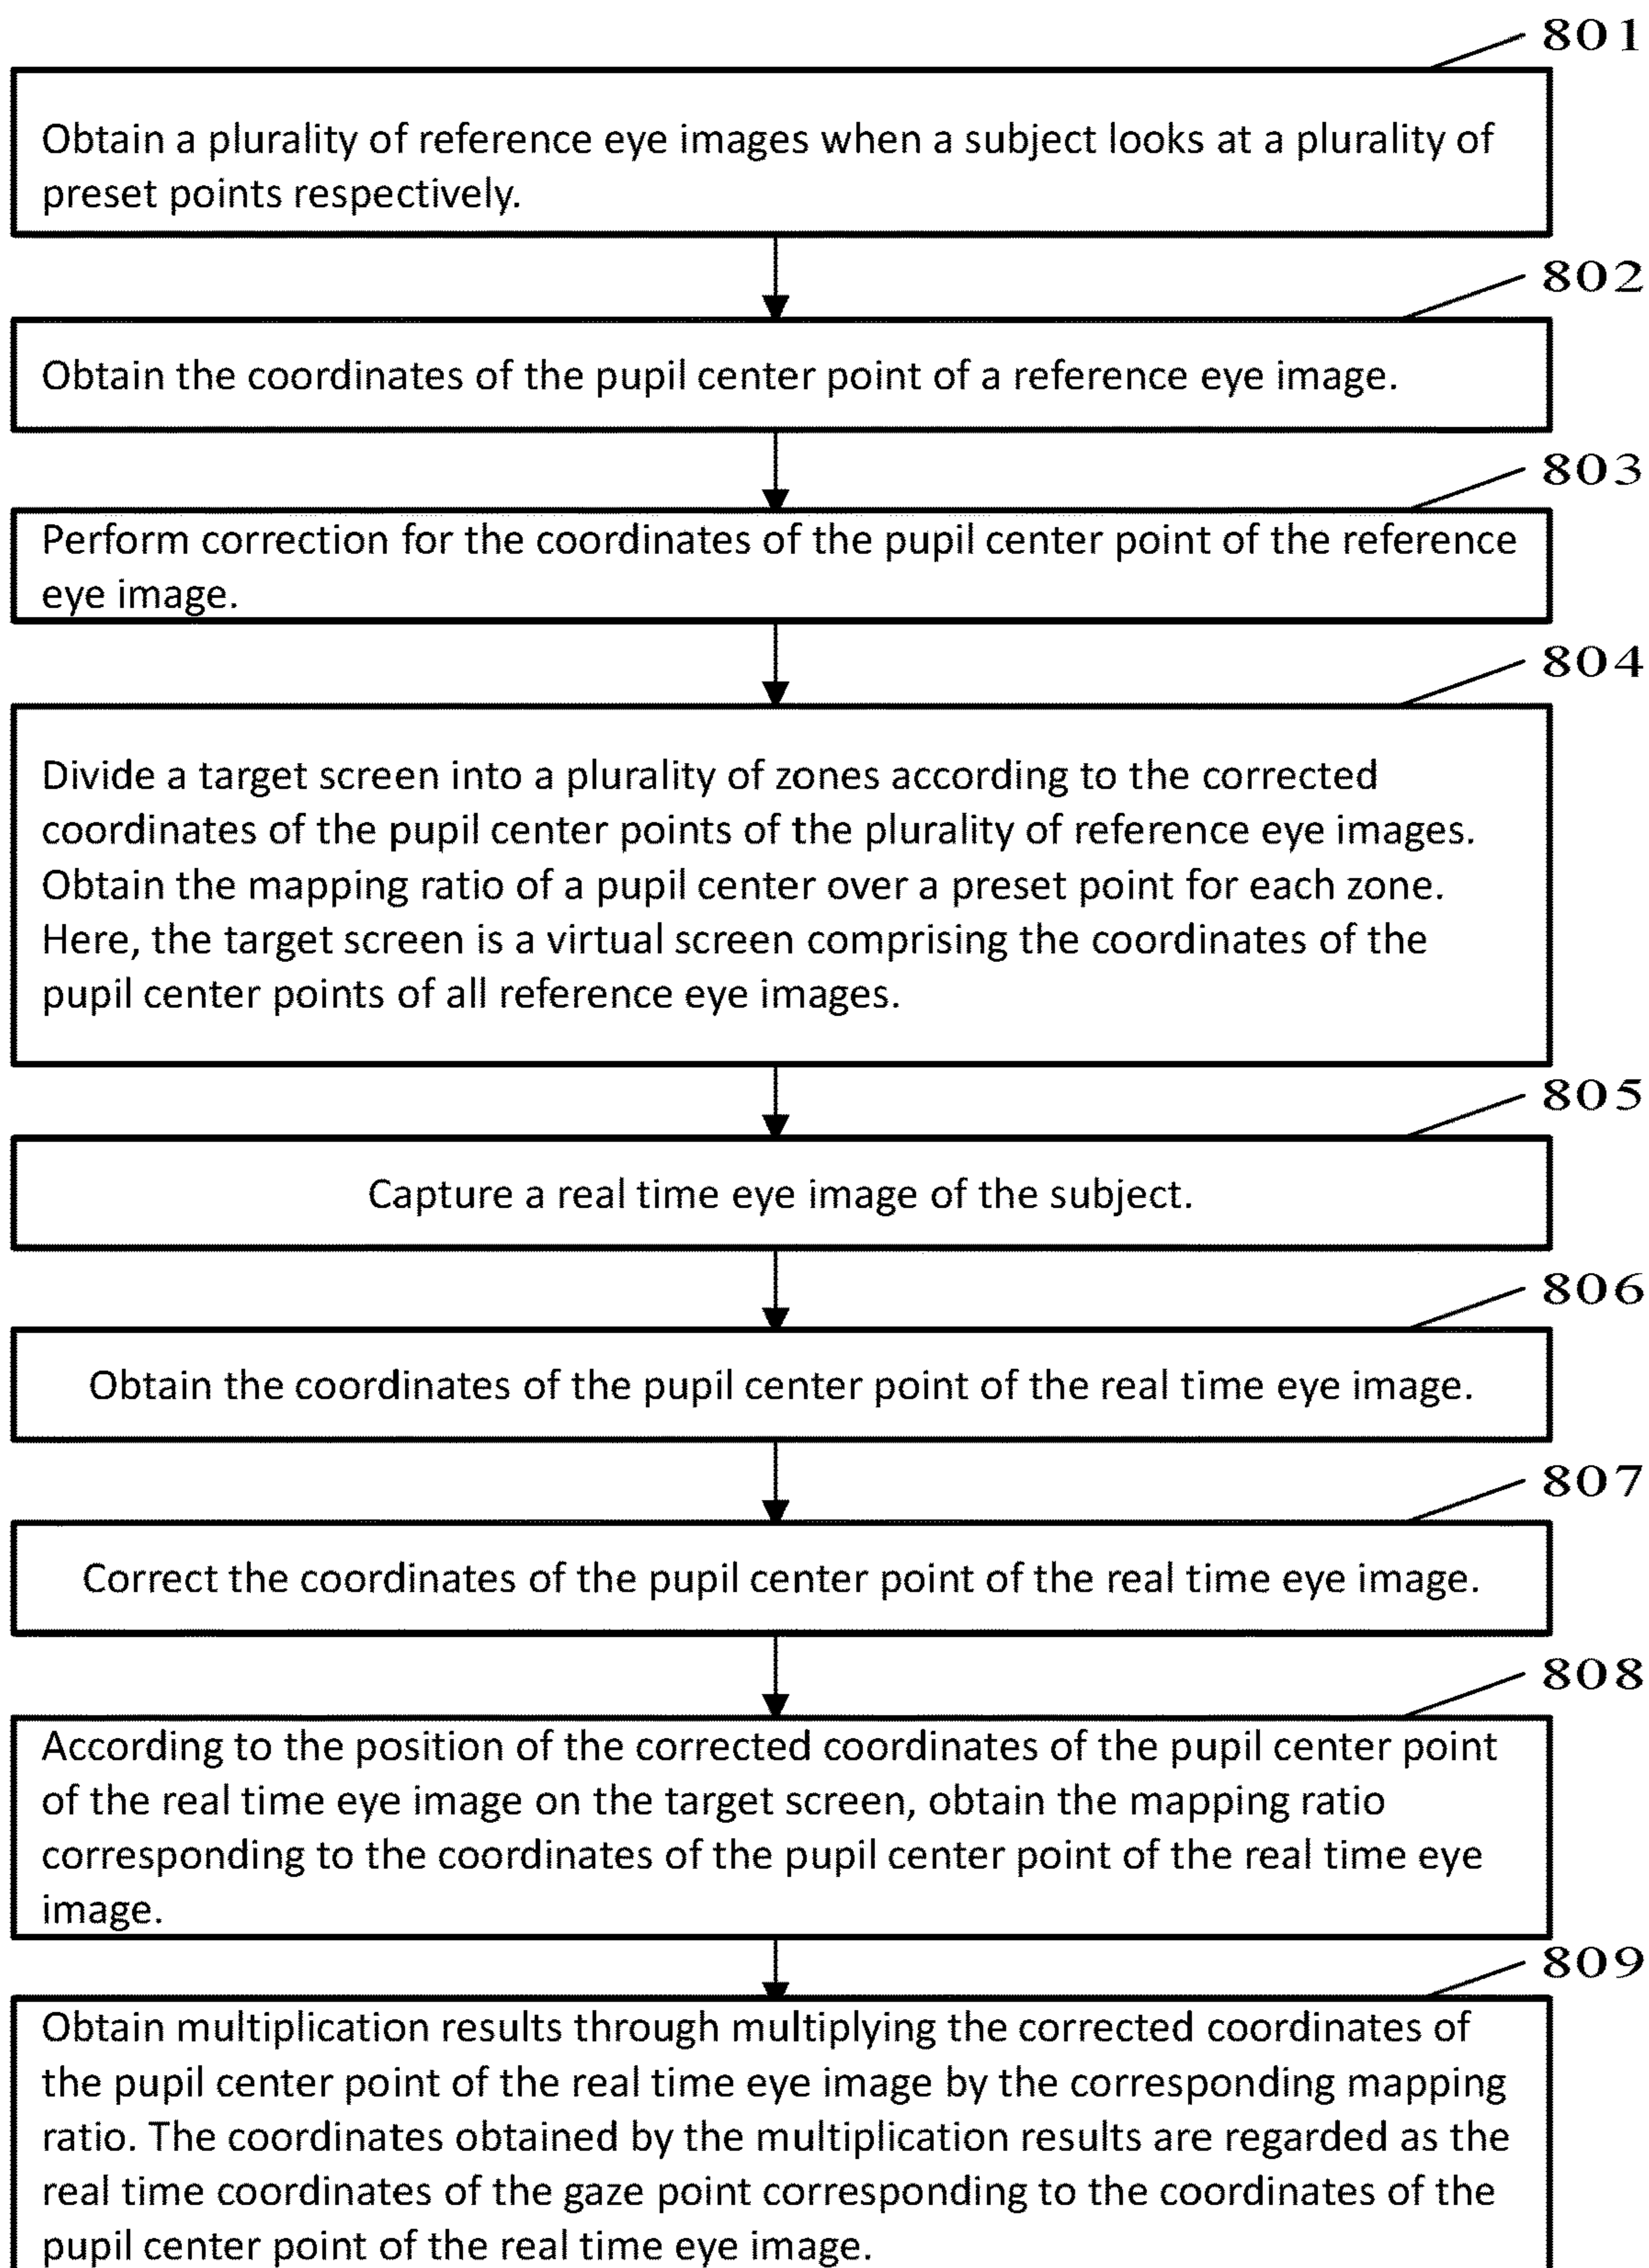 801
Obtain a plurality of reference eye images when a subject looks at a plurality of
preset points respectively.
802
Obtain the coordinates of the pupil center point of a reference eye image.
803
Perform correction for the coordinates of the pupil center point of the reference
eye image.
804
Divide a target screen into a plurality of zones according to the corrected
coordinates of the pupil center points of the plurality of reference eye images.
Obtain the mapping ratio of a pupil center over a preset point for each zone.
Here, the target screen is a virtual screen comprising the coordinates of the
pupil center points of all reference eye images.
805
Capture a real time eye image of the subject.
806
Obtain the coordinates of the pupil center point of the real time eye image.
807
Correct the coordinates of the pupil center point of the real time eye image.
808
According to the position of the corrected coordinates of the pupil center point
of the real time eye image on the target screen, obtain the mapping ratio
corresponding to the coordinates of the pupil center point of the real time eye
image.
809
Obtain multiplication results through multiplying the corrected coordinates of
the pupil center point of the real time eye image by the corresponding mapping
ratio. The coordinates obtained by the multiplication results are regarded as the
real time coordinates of the gaze point corresponding to the coordinates of the
pupil center point of the real time eye image.